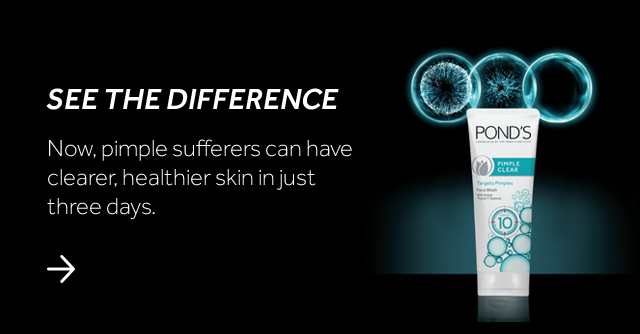 SEE THE DIFFERENCE
Now, pimple sufferers can have
clearer, healthier skin in just
three days.
POND'S
PIMPLE
CLEAR
Targets Pimples
Face Wash
10